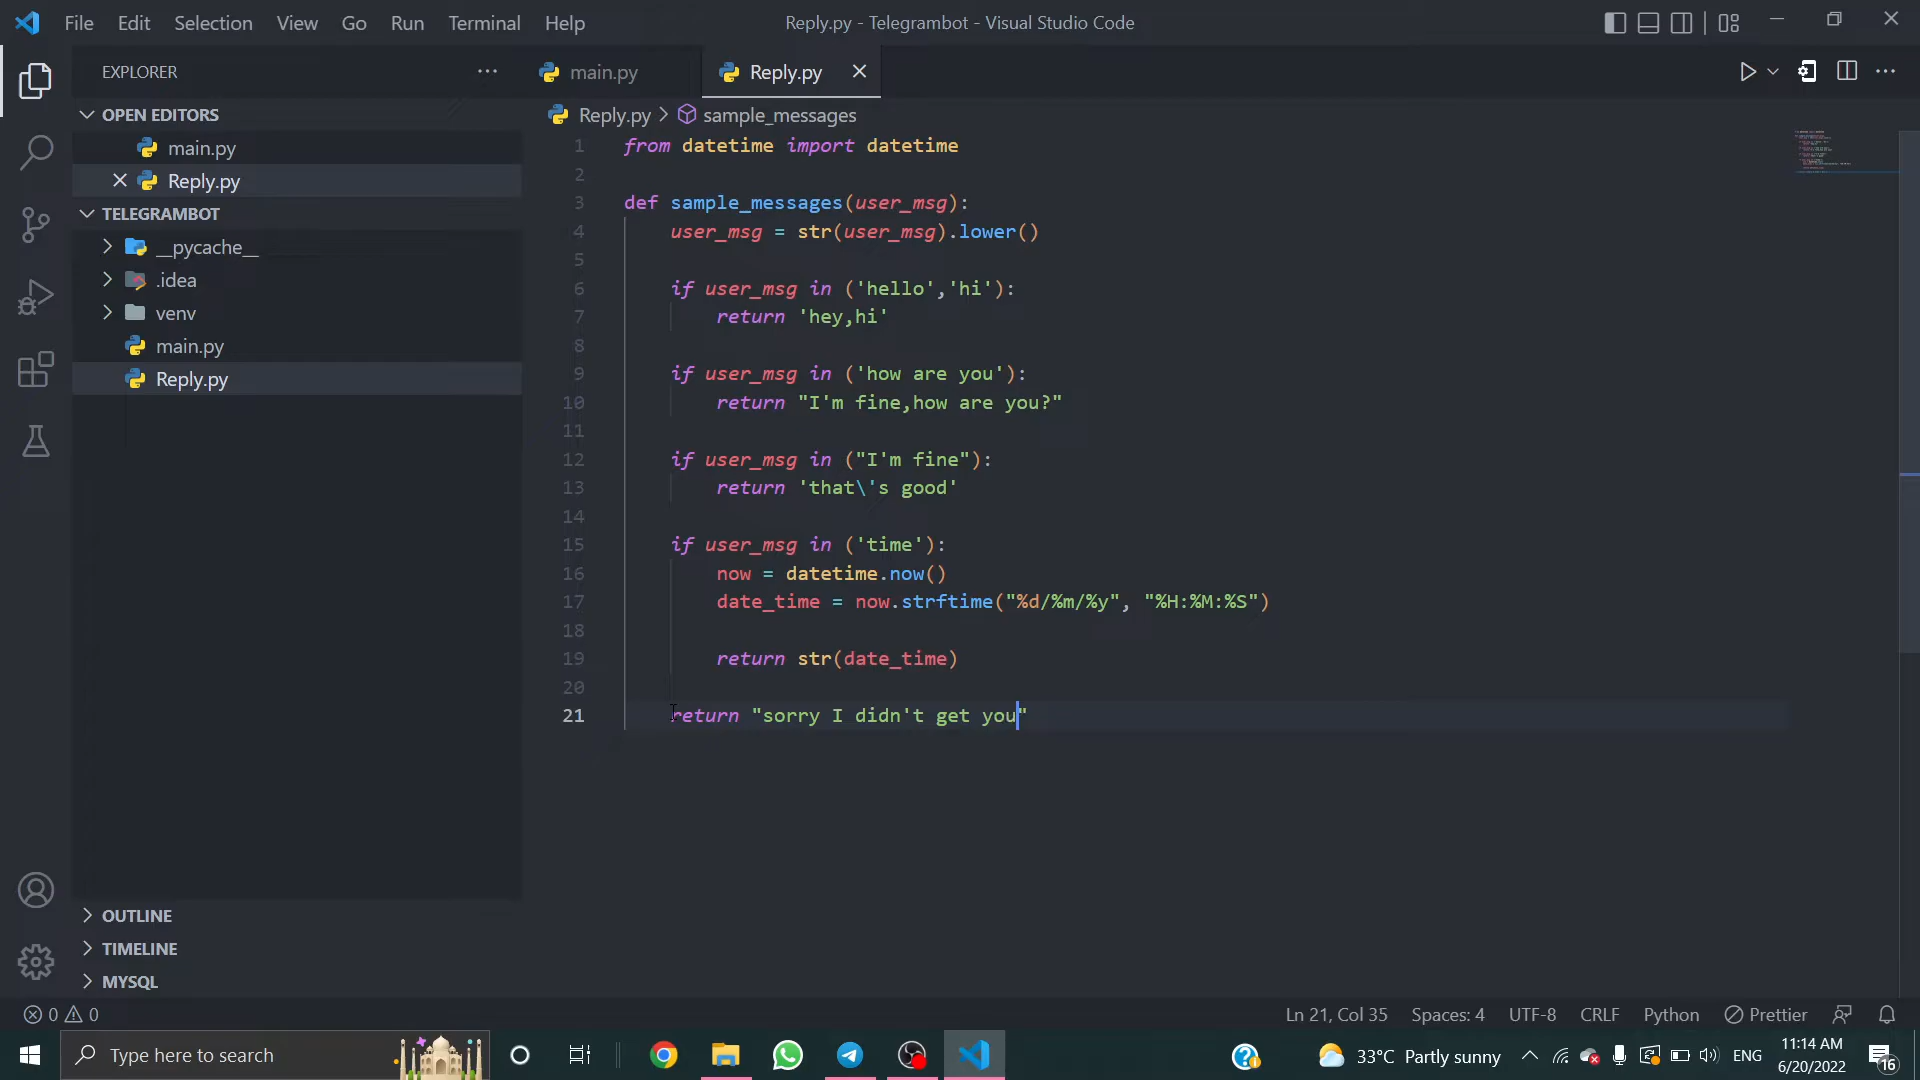 File Edit Selection View Go Run Terminal Help
Reply.py - Telegrambot - Visual Studio Code
EXPLORER
OPEN EDITORS
main.py
Reply.py
TELEGRAMBOT
__pycache__
.idea
venv
main.py
Reply.py
OUTLINE
TIMELINE
MYSQL
main.py
Reply.py
Reply.py > sample_messages
1 from datetime import datetime
2
3 def sample_messages(user_msg):
4 user_msg = str(user_msg).lower()
5
6 if user_msg in ('hello','hi'):
7 return 'hey,hi'
8
9 if user_msg in ('how are you'):
10 return "I'm fine,how are you?"
11
12 if user_msg in ("I'm fine"):
13 return 'that\'s good'
14
15 if user_msg in ('time'):
16 now = datetime.now()
17 date_time = now.strftime("%d/%m/%y", "%H:%M:%S")
18
19 return str(date_time)
20
21 return "sorry I didn't get you"
0 0
Ln 21, Col 35 Spaces: 4 UTF-8 CRLF Python Prettier
Type here to search
33°C Partly sunny
ENG
11:14 AM
6/20/2022
16